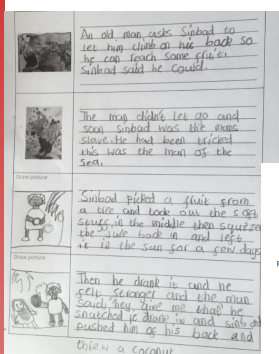 An old man asks Sinbad to
let him climb on his back so
he can reach some fruit.
Sinbad said he could.
The man didn't let go and
soon Sinbad was the mans
slave. He had been tricked
this was the man of the
sea.
Draw picture
Sinbad picked a fruit from
a tree and took out the soft
stuff in the middle then squeezed
the juice back in and left
it in the sun for a few days
Draw picture
Then he drank it and he
felt stronger and the man
said hey, give me that he
snatched it drank it and sinbad
pushed him of his back and
threw a coconut